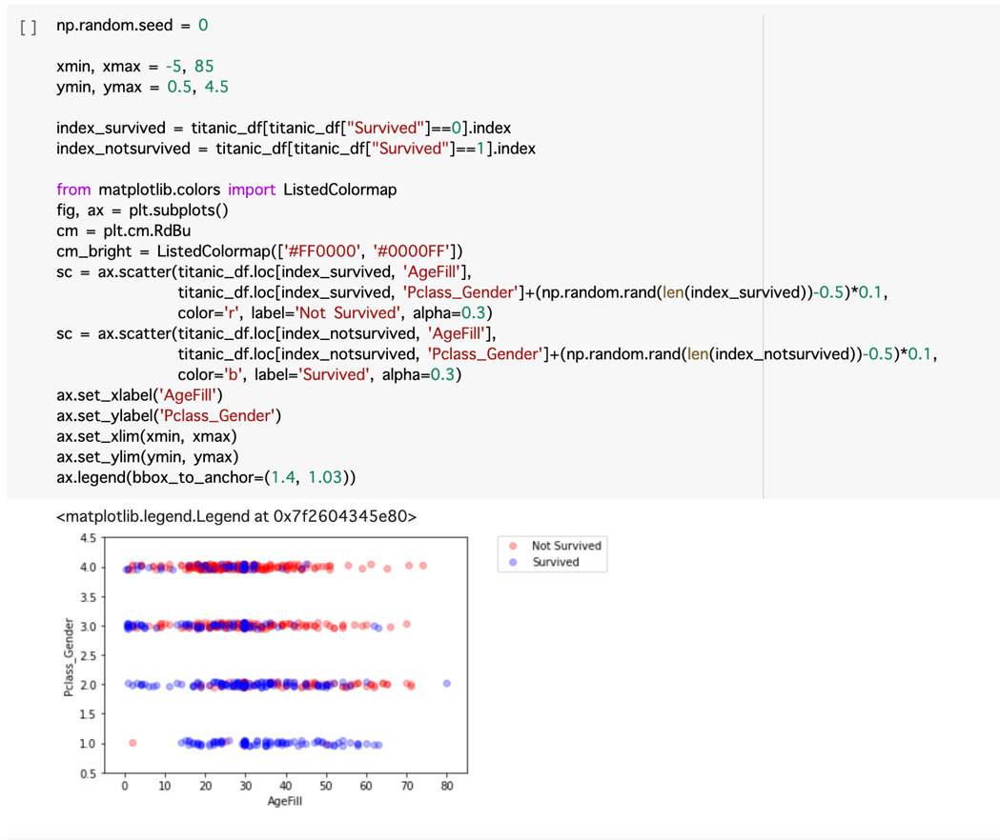 [ ] np.random.seed = 0
xmin, xmax = -5, 85
ymin, ymax = 0.5, 4.5
index_survived = titanic_df[titanic_df["Survived"]==0].index
index_notsurvived = titanic_df[titanic_df["Survived"]==1].index
from matplotlib.colors import ListedColormap
fig, ax = plt.subplots()
cm = plt.cm.RdBu
cm_bright = ListedColormap(['#FF0000', '#0000FF'])
sc = ax.scatter(titanic_df.loc[index_survived, 'AgeFill'],
titanic_df.loc[index_survived, 'Pclass_Gender']+(np.random.rand(len(index_survived))-0.5)*0.1,
color='r', label='Not Survived', alpha=0.3)
sc = ax.scatter(titanic_df.loc[index_notsurvived, 'AgeFill'],
titanic_df.loc[index_notsurvived, 'Pclass_Gender']+(np.random.rand(len(index_notsurvived))-0.5)*0.1,
color='b', label='Survived', alpha=0.3)
ax.set_xlabel('AgeFill')
ax.set_ylabel('Pclass_Gender')
ax.set_xlim(xmin, xmax)
ax.set_ylim(ymin, ymax)
ax.legend(bbox_to_anchor=(1.4, 1.03))
<matplotlib.legend.Legend at 0x7f2604345e80>
4.5
4.0
3.5
3.0
2.5
2.0
1.5
1.0
0.5
Pclass_Gender
0 10 20 30 40 50 60 70 80
AgeFill
Not Survived
Survived